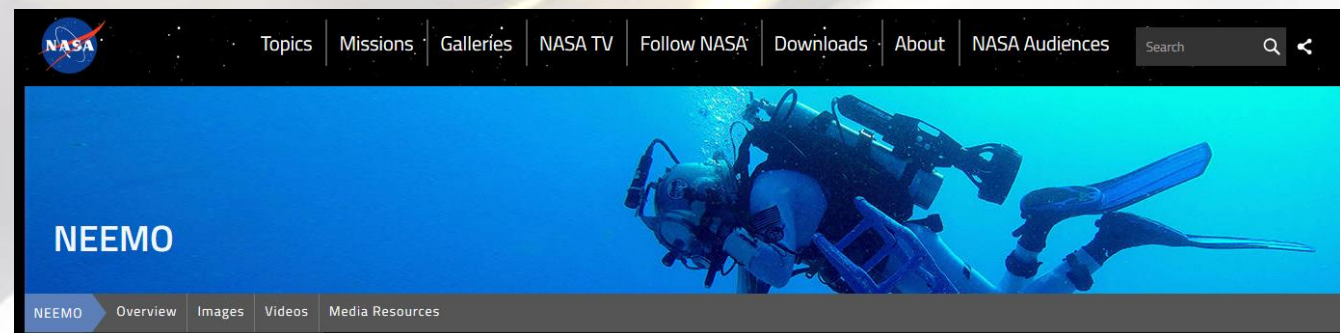 NASA
Topics Missions Galleries NASA TV Follow NASA Downloads About NASA Audiences Search
NEEMO
NEEMO Overview Images Videos Media Resources